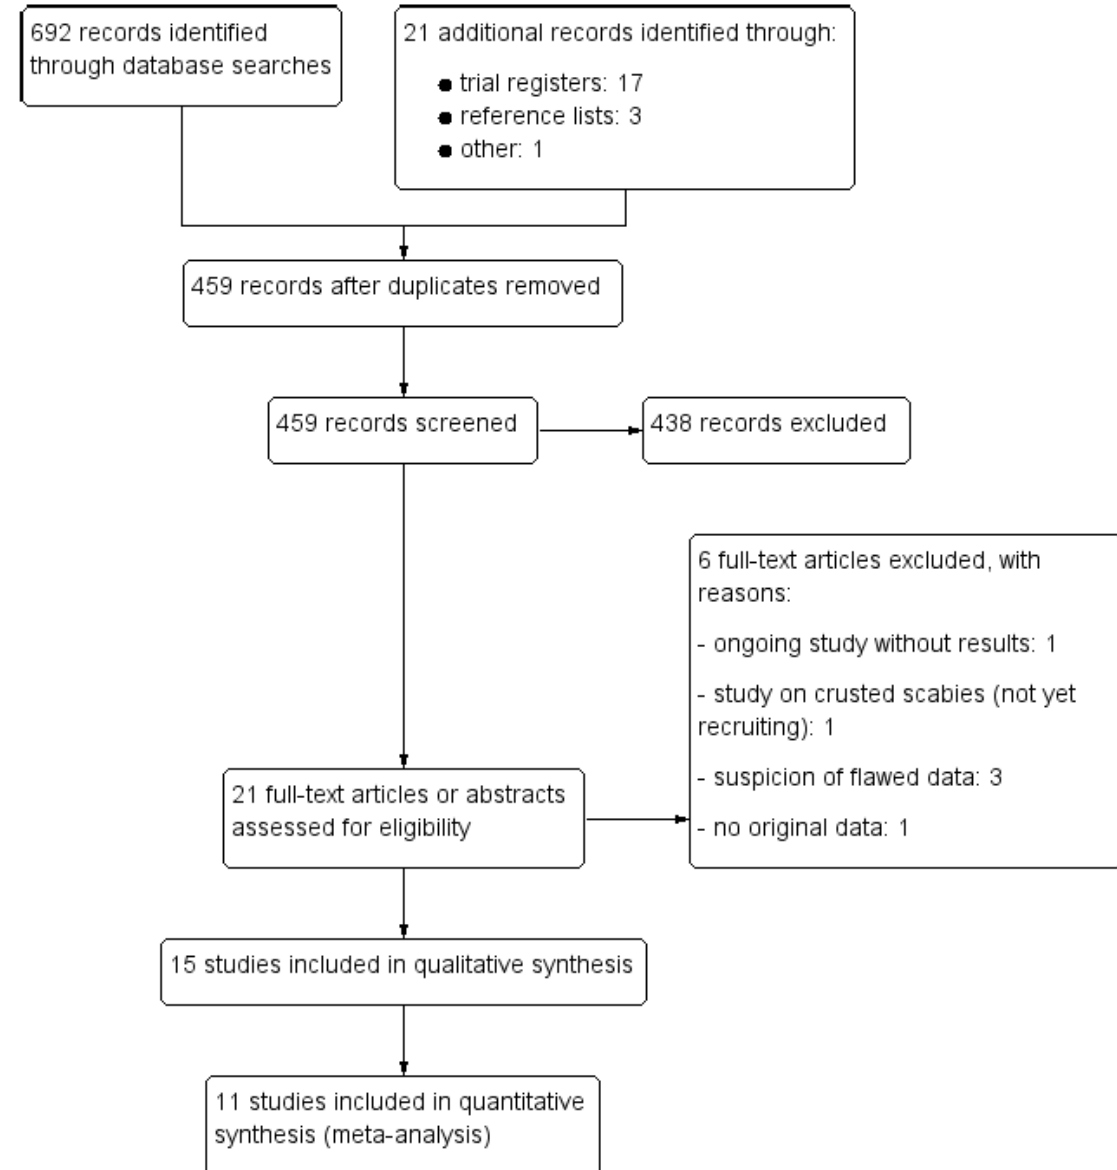 692 records identified
through database searches
21 additional records identified through:
● trial registers: 17
● reference lists: 3
● other: 1
459 records after duplicates removed
459 records screened
438 records excluded
6 full-text articles excluded, with
reasons:
- ongoing study without results: 1
- study on crusted scabies (not yet
recruiting): 1
- suspicion of flawed data: 3
- no original data: 1
21 full-text articles or abstracts
assessed for eligibility
15 studies included in qualitative synthesis
11 studies included in quantitative
synthesis (meta-analysis)